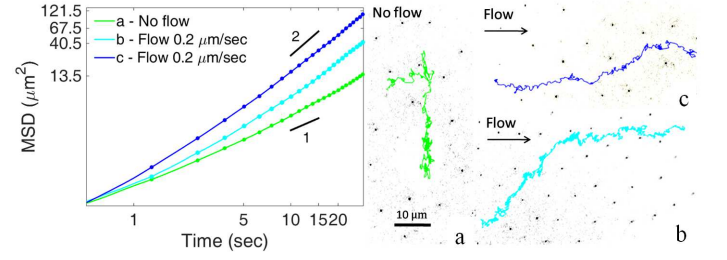 121.5
67.5
40.5
13.5
MSD (μm²)
a - No flow
b - Flow 0.2 μm/sec
c - Flow 0.2 μm/sec
2
1
1
5
10
15
20
Time (sec)
No flow
10 μm
a
Flow
c
Flow
b